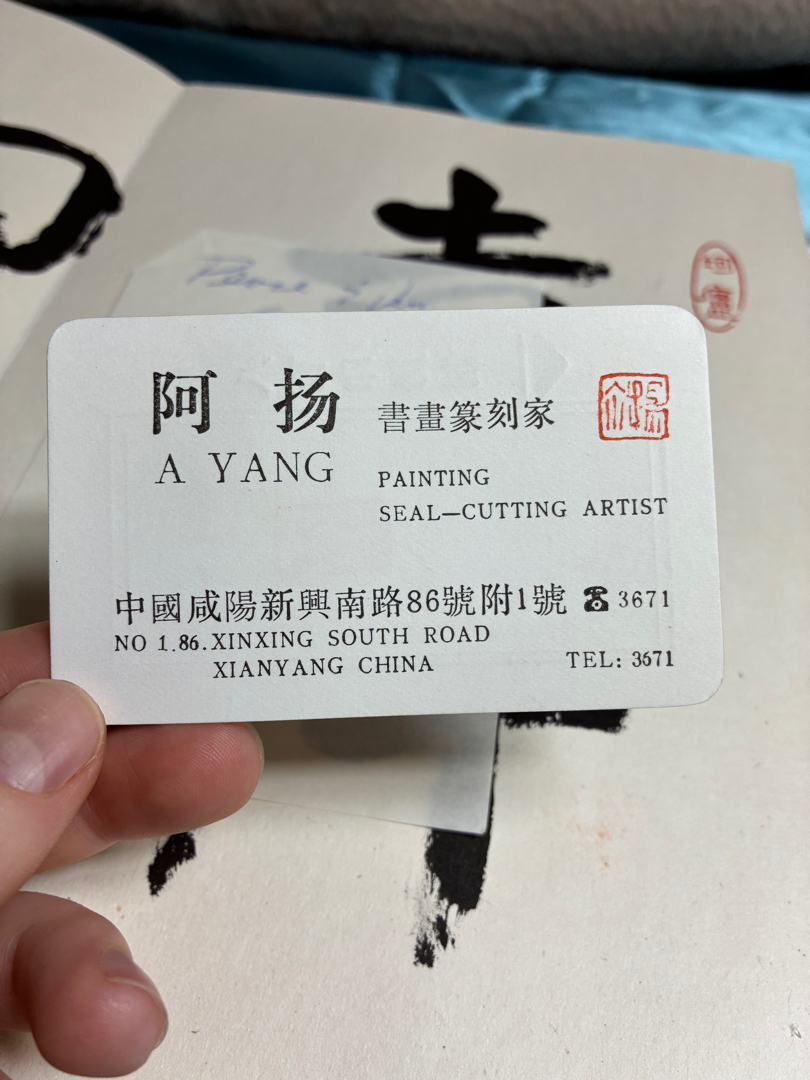 阿扬 書畫篆刻家
A YANG
PAINTING
SEAL—CUTTING ARTIST
中國咸陽新興南路86號附1號 ☎ 3671
NO 1.86.XINXING SOUTH ROAD
XIANYANG CHINA
TEL: 3671